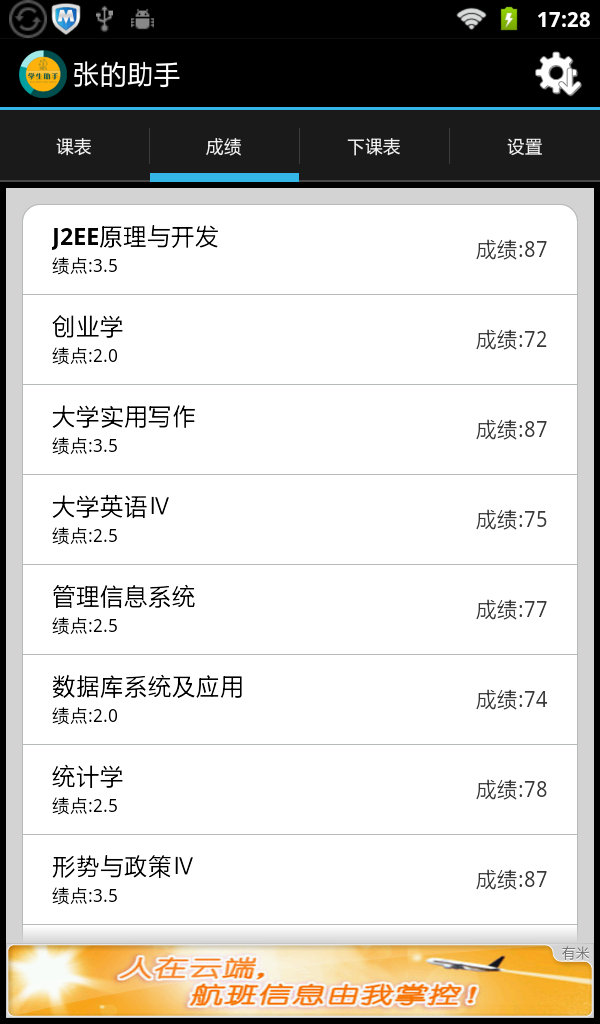 17:28
学生助手
张的助手
课表
成绩
下课表
设置
J2EE原理与开发
绩点:3.5
成绩:87
创业学
绩点:2.0
成绩:72
大学实用写作
绩点:3.5
成绩:87
大学英语Ⅳ
绩点:2.5
成绩:75
管理信息系统
绩点:2.5
成绩:77
数据库系统及应用
绩点:2.0
成绩:74
统计学
绩点:2.5
成绩:78
形势与政策Ⅳ
绩点:3.5
成绩:87
有米
人在云端，
航班信息由我掌控！